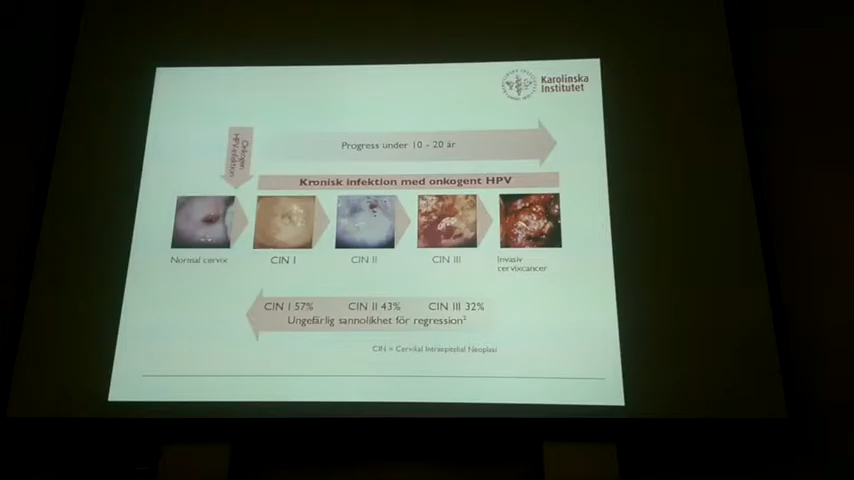 Karolinska
Institutet
Onkogen
HPV-infektion
Progress under 10 - 20 år
Kronisk infektion med onkogent HPV
Normal cervix
CIN I
CIN II
CIN III
Invasiv
cervixcancer
CIN I 57% CIN II 43% CIN III 32%
Ungefärlig sannolikhet för regression²
CIN = Cervikal Intraepitelial Neoplasi